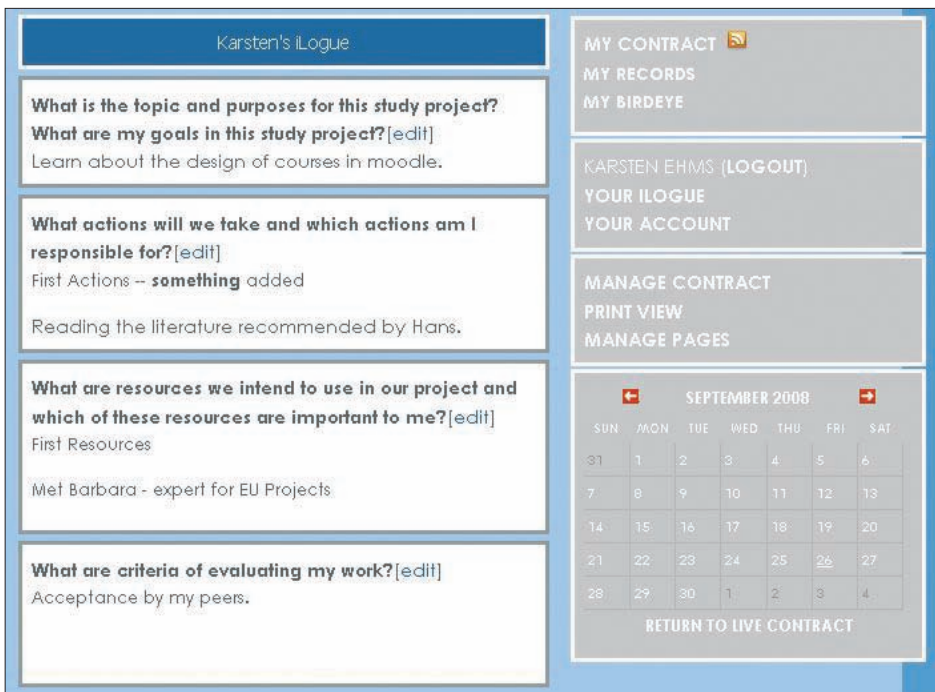 Karsten's iLogue
What is the topic and purposes for this study project?
What are my goals in this study project?[edit]
Learn about the design of courses in moodle.
What actions will we take and which actions am I
responsible for?[edit]
First Actions -- something added
Reading the literature recommended by Hans.
What are resources we intend to use in our project and
which of these resources are important to me?[edit]
First Resources
Met Barbara - expert for EU Projects
What are criteria of evaluating my work?[edit]
Acceptance by my peers.
MY CONTRACT
MY RECORDS
MY BIRDEYE
KARSTEN EHMS (LOGOUT)
YOUR ILOGUE
YOUR ACCOUNT
MANAGE CONTRACT
PRINT VIEW
MANAGE PAGES
SEPTEMBER 2008
SUN MON TUE WED THU FRI SAT
31 1 2 3 4 5 6
7 8 9 10 11 12 13
14 15 16 17 18 19 20
21 22 23 24 25 26 27
28 29 30 1 2 3 4
RETURN TO LIVE CONTRACT